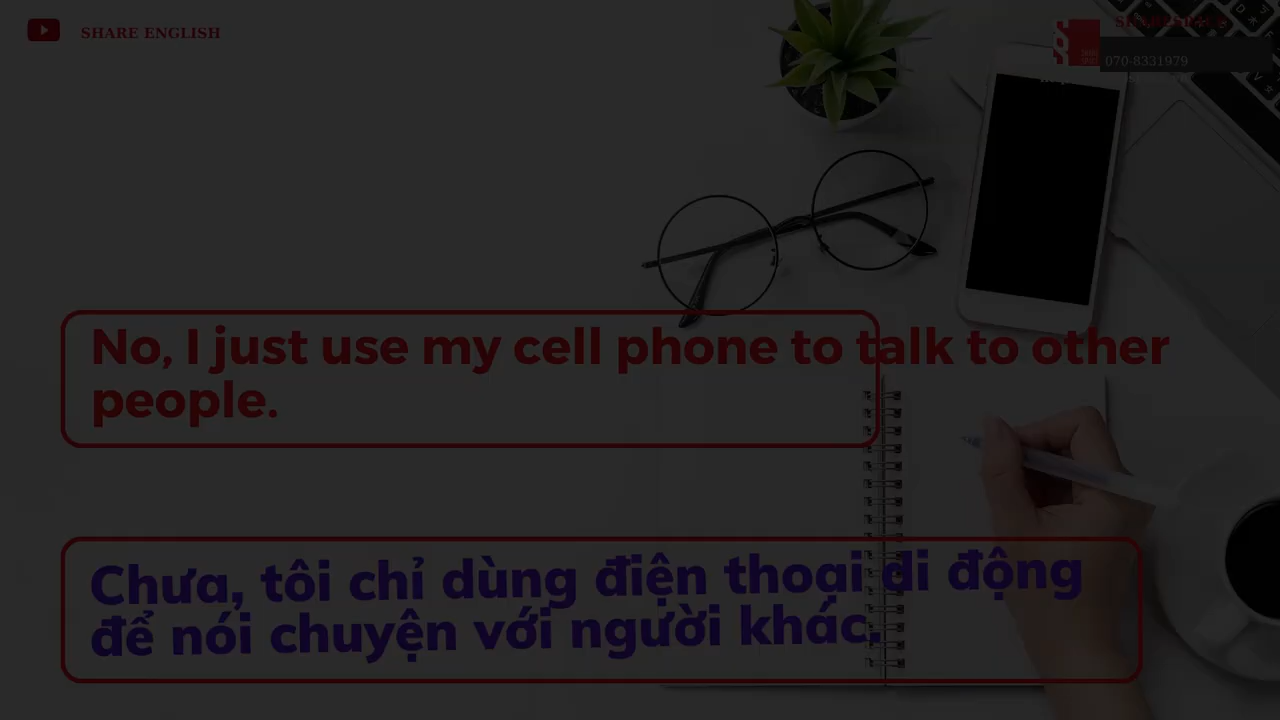 SHARE ENGLISH
070-8331979
No, I just use my cell phone to talk to other
people.
Chưa, tôi chỉ dùng điện thoại di động
để nói chuyện với người khác.